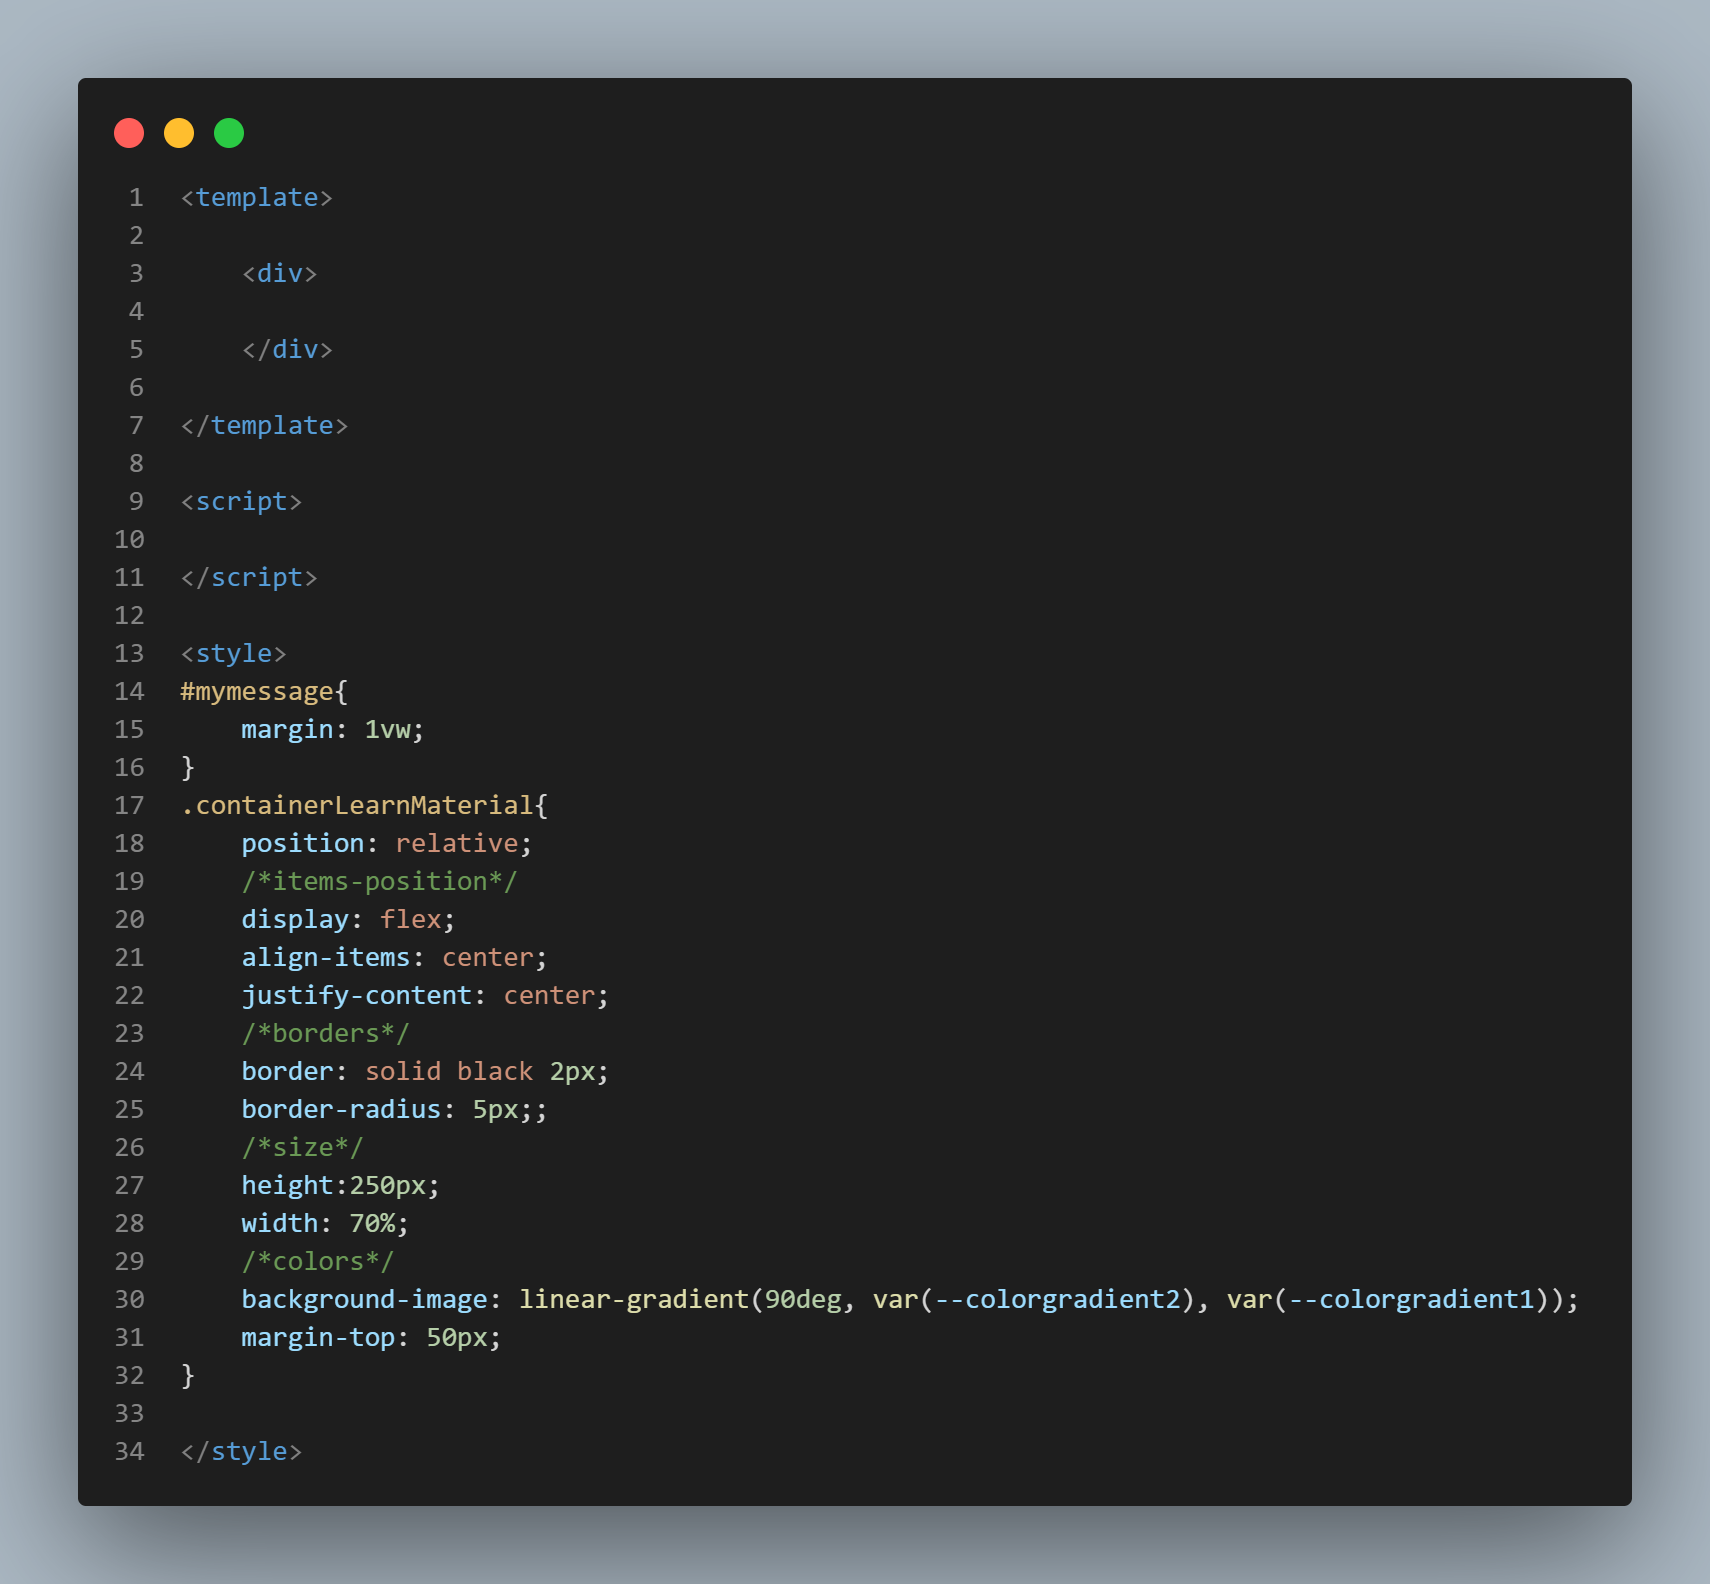 1 <template>
2
3     <div>
4
5     </div>
6
7 </template>
8
9 <script>
10
11 </script>
12
13 <style>
14 #mymessage{
15     margin: 1vw;
16 }
17 .containerLearnMaterial{
18     position: relative;
19     /*items-position*/
20     display: flex;
21     align-items: center;
22     justify-content: center;
23     /*borders*/
24     border: solid black 2px;
25     border-radius: 5px;;
26     /*size*/
27     height:250px;
28     width: 70%;
29     /*colors*/
30     background-image: linear-gradient(90deg, var(--colorgradient2), var(--colorgradient1));
31     margin-top: 50px;
32 }
33
34 </style>